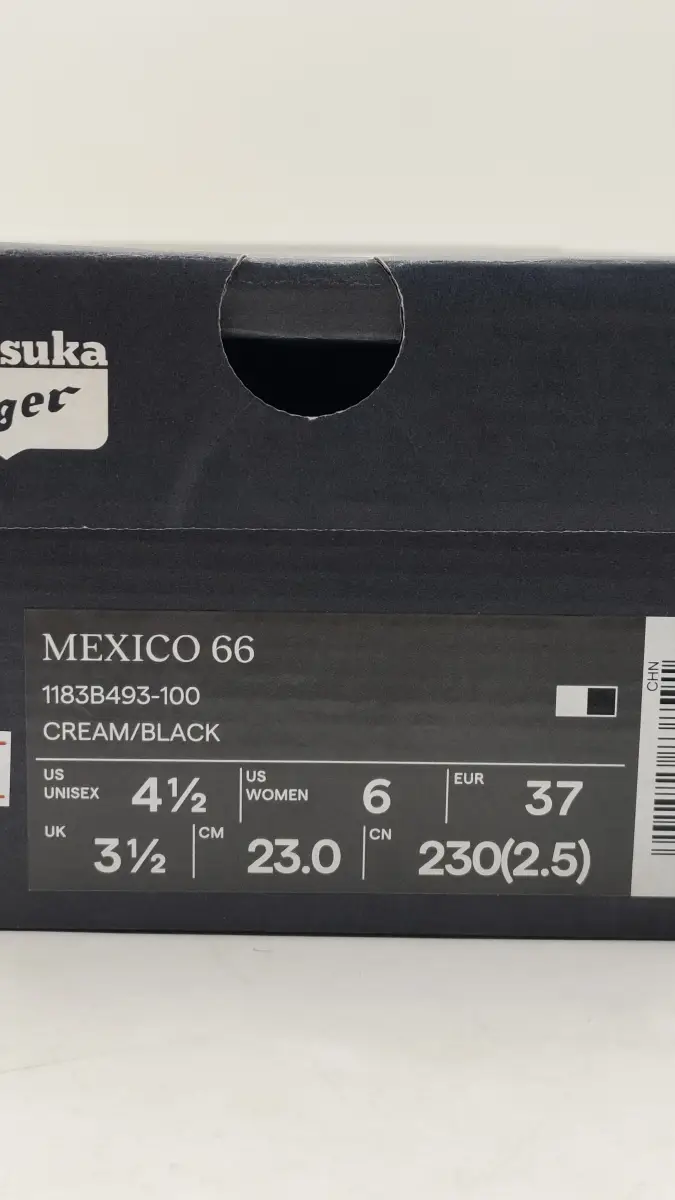 suka
ger
MEXICO 66
1183B493-100
CREAM/BLACK
CHN
US UNISEX 4½ US WOMEN 6 EUR 37
UK 3½ CM 23.0 CN 230(2.5)